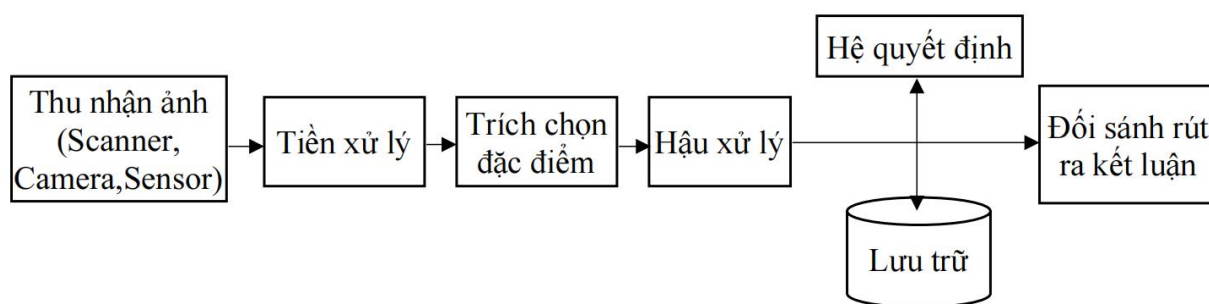 Thu nhận ảnh
(Scanner,
Camera,Sensor)
Tiền xử lý
Trích chọn
đặc điểm
Hậu xử lý
Hệ quyết định
Lưu trữ
Đối sánh rút
ra kết luận